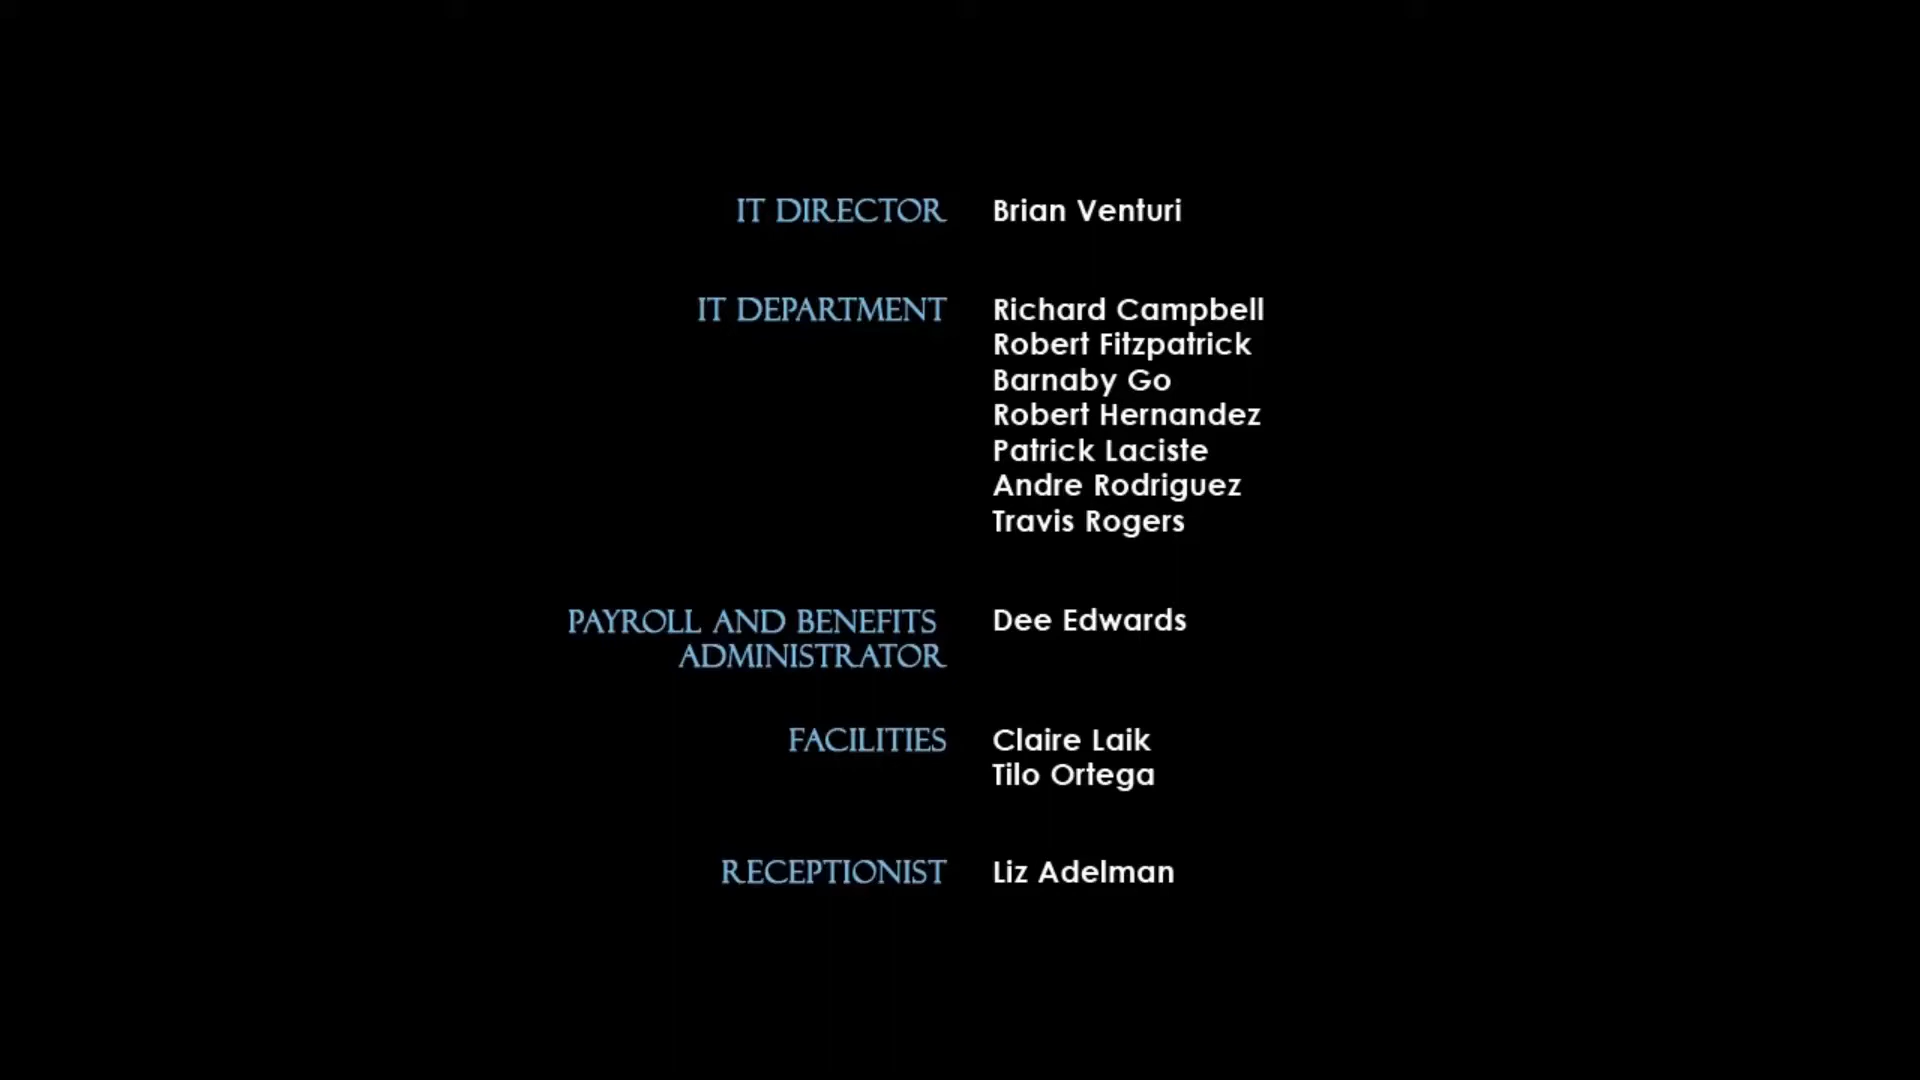 IT DIRECTOR Brian Venturi
IT DEPARTMENT Richard Campbell
Robert Fitzpatrick
Barnaby Go
Robert Hernandez
Patrick Laciste
Andre Rodriguez
Travis Rogers
PAYROLL AND BENEFITS Dee Edwards
ADMINISTRATOR
FACILITIES Claire Laik
Tilo Ortega
RECEPTIONIST Liz Adelman